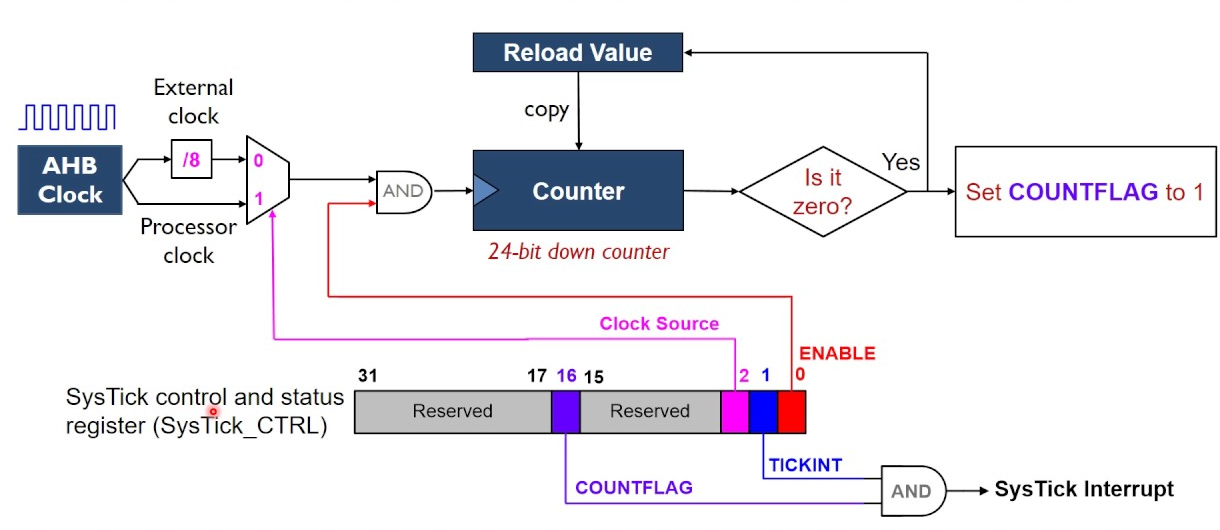 Reload Value
External
clock
copy
AHB
Clock
/8
0
1
AND
Counter
Is it
zero?
Yes
Set COUNTFLAG to 1
Processor
clock
24-bit down counter
Clock Source
ENABLE
31
17
16
15
2
1
0
SysTick control and status
register (SysTick_CTRL)
Reserved
Reserved
TICKINT
COUNTFLAG
AND
SysTick Interrupt